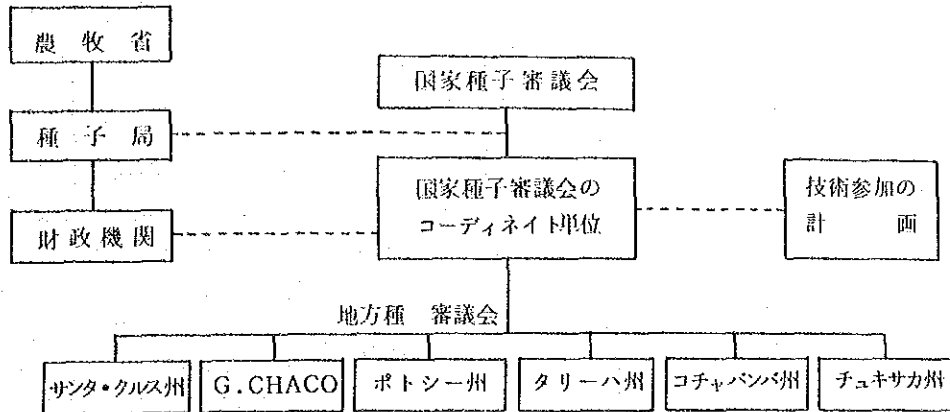 農牧省
国家種子審議会
種子局
国家種子審議会の
コーディネイト単位
技術参加の
計画
財政機関
地方種 審議会
サンタ・クルス州
G.CHACO
ポトシー州
タリーハ州
コチャバンバ州
チュキサカ州